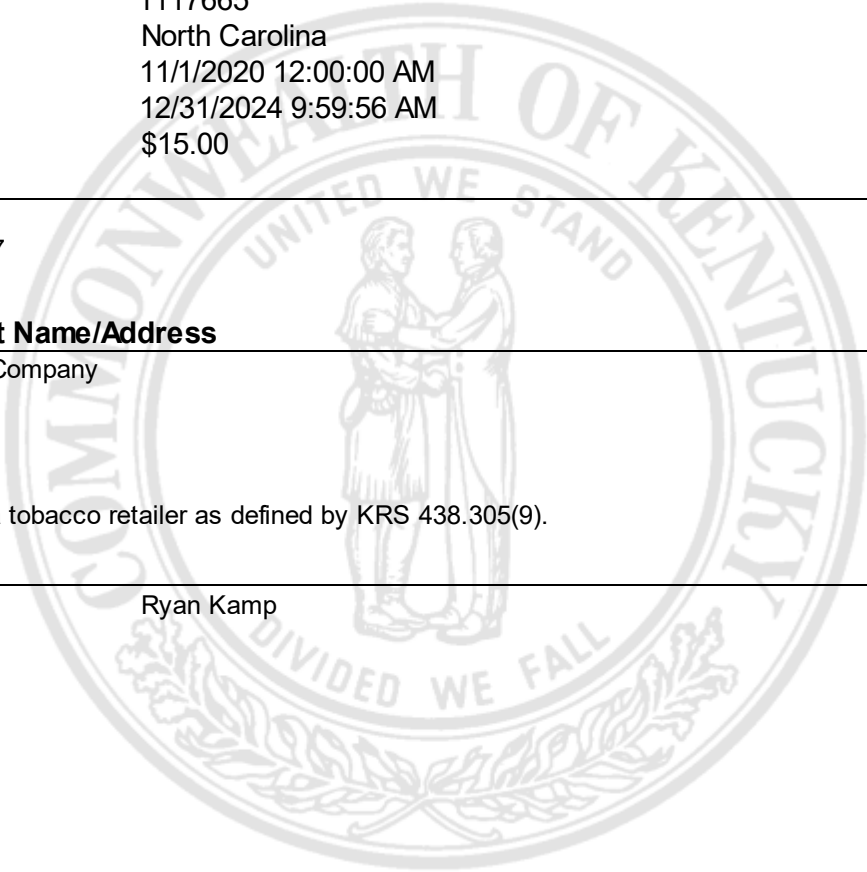 1117665
North Carolina
11/1/2020 12:00:00 AM
12/31/2024 9:59:56 AM
$15.00
Name/Address
Company
tobacco retailer as defined by KRS 438.305(9).
Ryan Kamp
COMMONWEALTH OF KENTUCKY
UNITED WE STAND
DIVIDED WE FALL